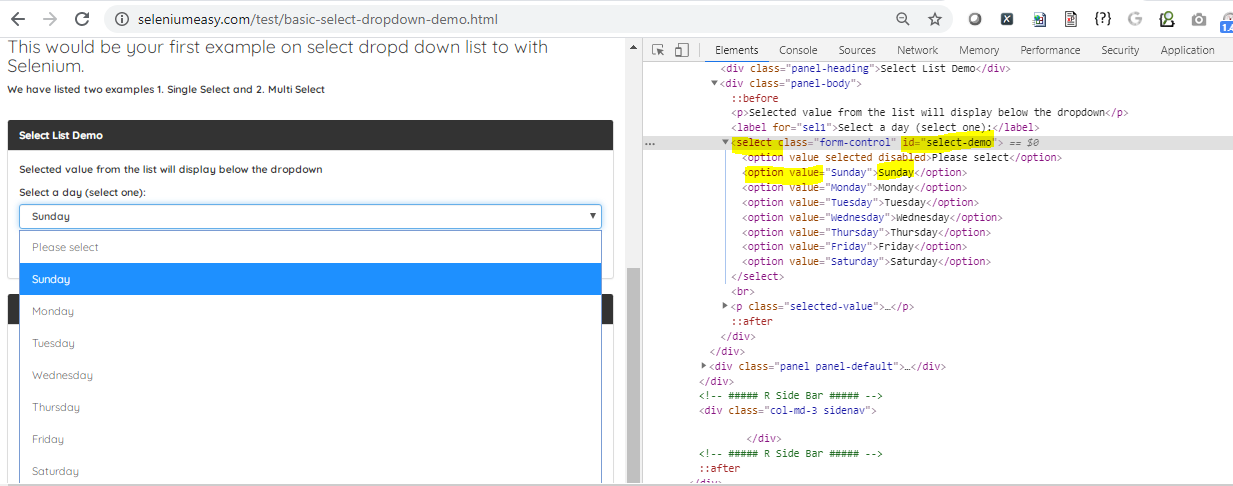 seleniumeasy.com/test/basic-select-dropdown-demo.html
This would be your first example on select dropd down list to with
Selenium.
We have listed two examples 1. Single Select and 2. Multi Select
Select List Demo
Selected value from the list will display below the dropdown
Select a day (select one):
Sunday
Please select
Sunday
Monday
Tuesday
Wednesday
Thursday
Friday
Saturday
Elements Console Sources Network Memory Performance Security Application
<div class="panel-heading">Select List Demo</div>
<div class="panel-body">
::before
<p>Selected value from the list will display below the dropdown</p>
<label for="sel1">Select a day (select one):</label>
<select class="form-control" id="select-demo"> == $0
<option value selected disabled>Please select</option>
<option value="Sunday">Sunday</option>
<option value="Monday">Monday</option>
<option value="Tuesday">Tuesday</option>
<option value="Wednesday">Wednesday</option>
<option value="Thursday">Thursday</option>
<option value="Friday">Friday</option>
<option value="Saturday">Saturday</option>
</select>
<br>
<p class="selected-value">…</p>
::after
</div>
</div>
<div class="panel panel-default">…</div>
</div>
<!-- ##### R Side Bar ##### -->
<div class="col-md-3 sidenav">
</div>
<!-- ##### R Side Bar ##### -->
::after
</div>